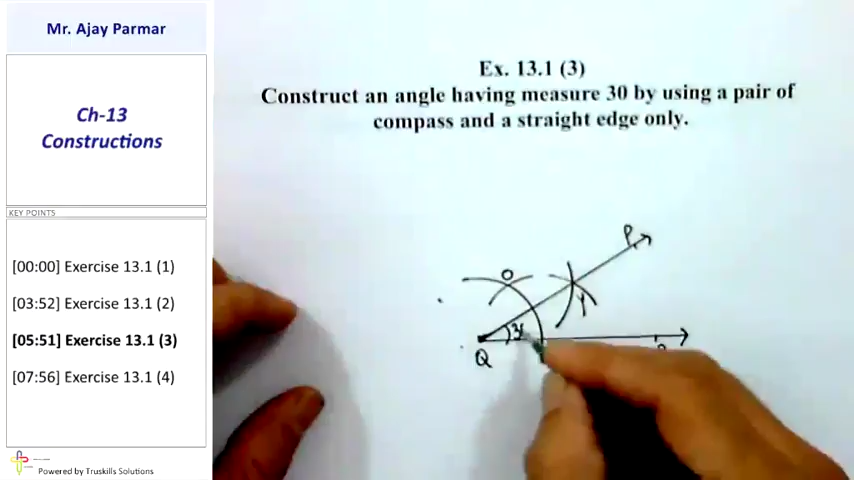 Mr. Ajay Parmar
Ch-13
Constructions
KEY POINTS
[00:00] Exercise 13.1 (1)
[03:52] Exercise 13.1 (2)
[05:51] Exercise 13.1 (3)
[07:56] Exercise 13.1 (4)
Powered by Truskills Solutions
Ex. 13.1 (3)
Construct an angle having measure 30 by using a pair of
compass and a straight edge only.
P
O
Y
Q